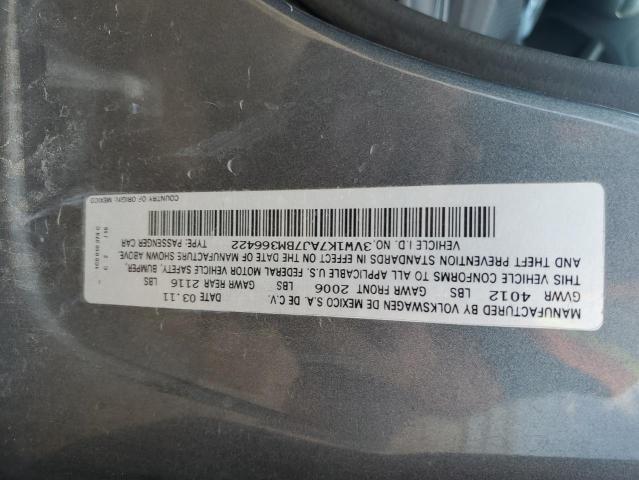 MANUFACTURED BY VOLKSWAGEN DE MEXICO S.A. DE C.V.
DATE 03.11
GVWR 4012 LBS GAWR FRONT 2006 LBS GAWR REAR 2116 LBS
THIS VEHICLE CONFORMS TO ALL APPLICABLE U.S. FEDERAL MOTOR VEHICLE SAFETY, BUMPER,
AND THEFT PREVENTION STANDARDS IN EFFECT ON THE DATE OF MANUFACTURE SHOWN ABOVE.
VEHICLE I.D. NO.:3VWJK7AJ7BM366422 TYPE: PASSENGER CAR
COUNTRY OF ORIGIN: MEXICO